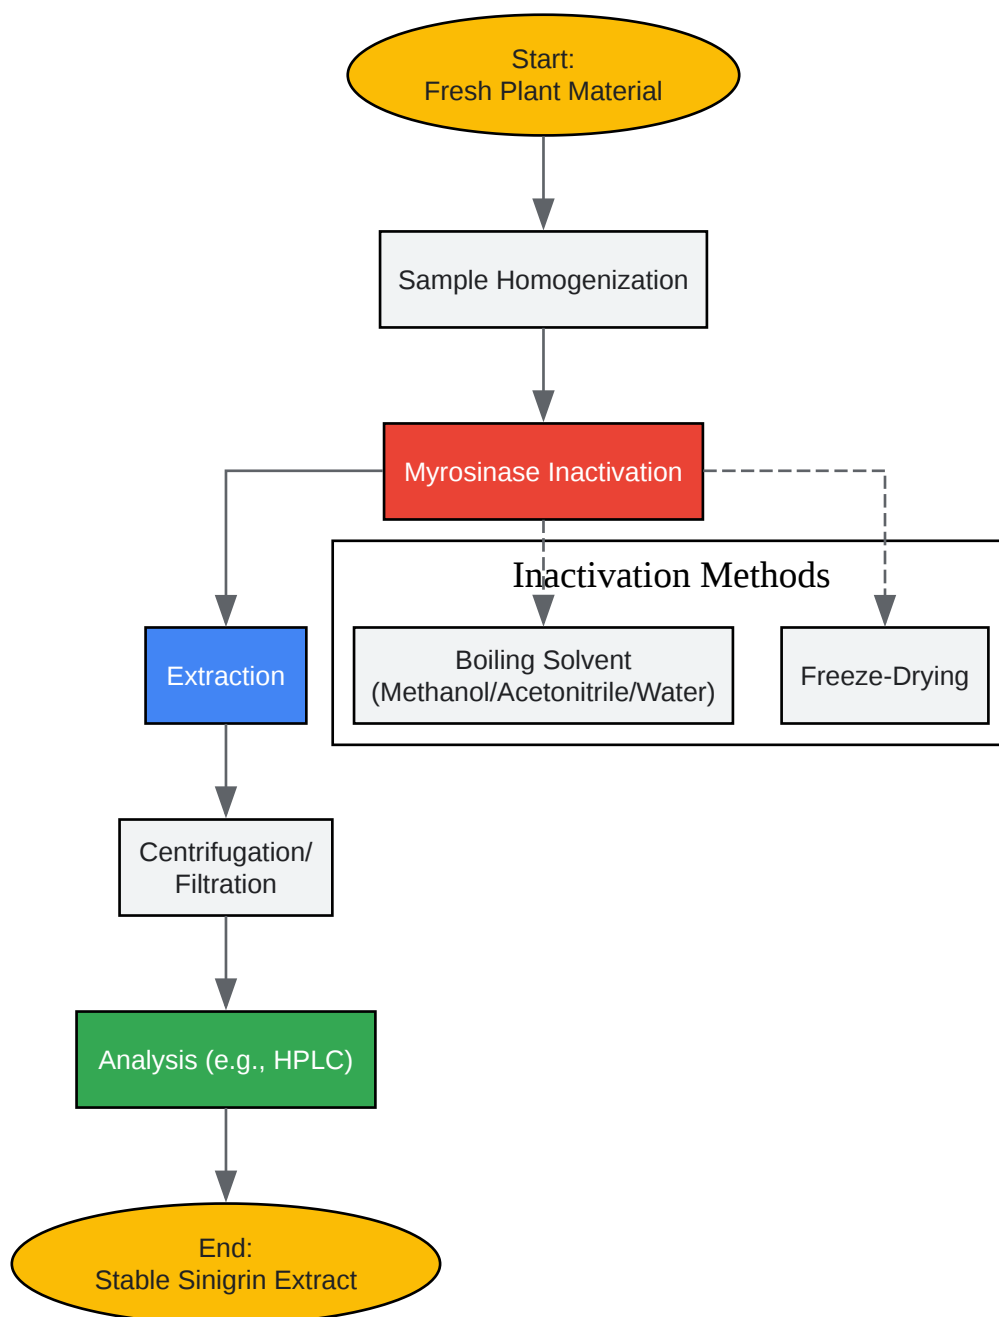 Start:
Fresh Plant Material
Sample Homogenization
Myrosinase Inactivation
Inactivation Methods
Extraction
Boiling Solvent
(Methanol/Acetonitrile/Water)
Freeze-Drying
Centrifugation/
Filtration
Analysis (e.g., HPLC)
End:
Stable Sinigrin Extract